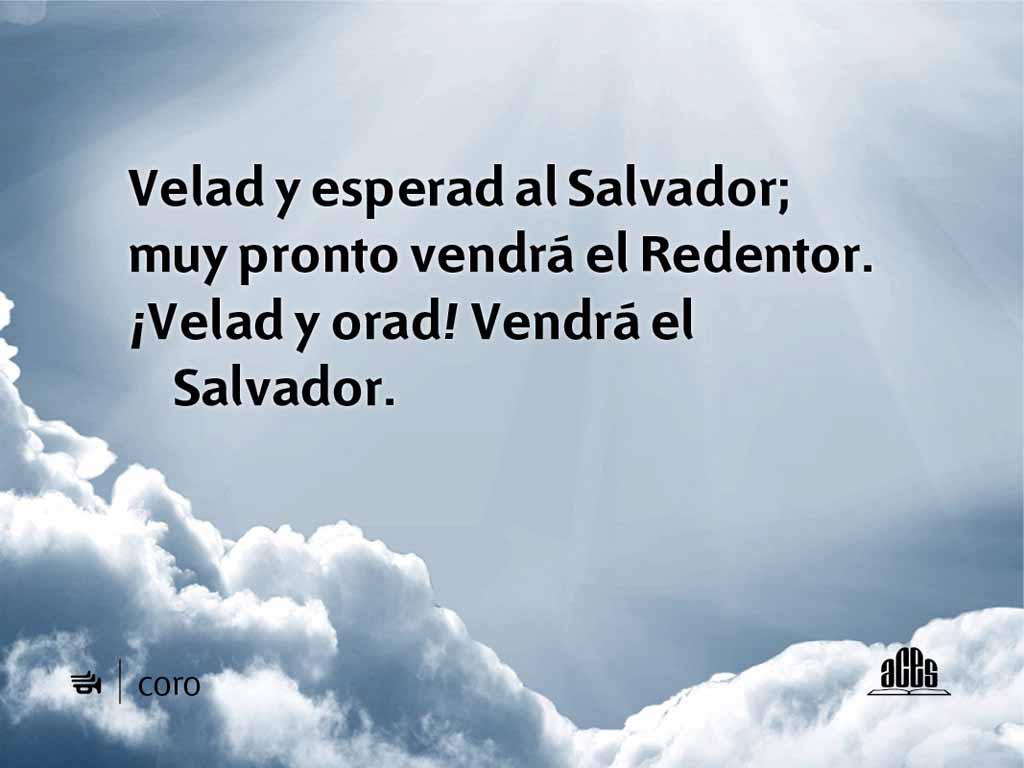 Velad y esperad al Salvador;
muy pronto vendrá el Redentor.
¡Velad y orad! Vendrá el
Salvador.
coro
aces